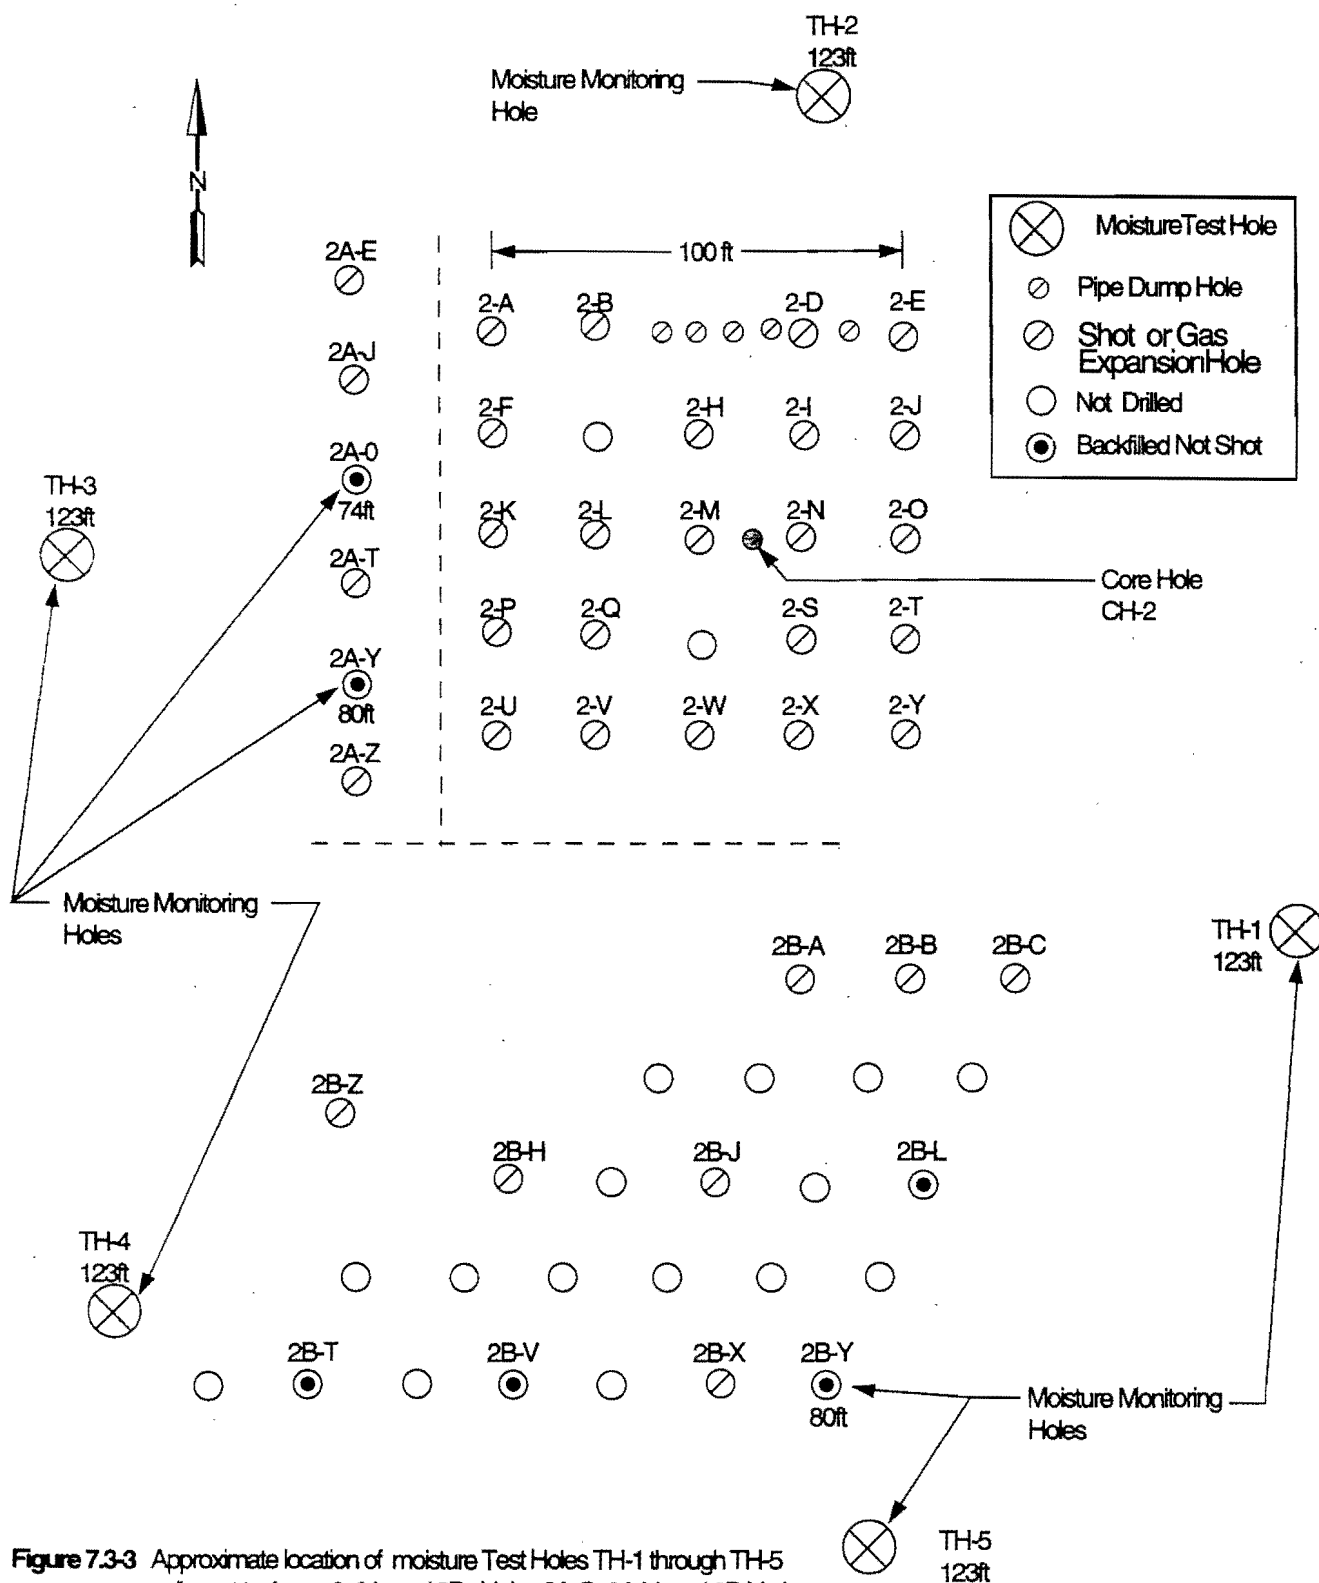 TH-2
123ft
Moisture Monitoring
Hole
N
Moisture Test Hole
Pipe Dump Hole
Shot or Gas
Expansion Hole
Not Drilled
Backfilled Not Shot
100 ft
2A-E
2-A
2-B
2-D
2-E
2A-J
2-F
2-H
2-I
2-J
2A-0
74ft
TH-3
123ft
2-K
2-L
2-M
2-N
2-O
2A-T
Core Hole
CH-2
2-P
2-Q
2-S
2-T
2A-Y
80ft
2-U
2-V
2-W
2-X
2-Y
2A-Z
Moisture Monitoring
Holes
TH-1
123ft
2B-A
2B-B
2B-C
2B-Z
2B-H
2B-J
2B-L
TH-4
123ft
2B-T
2B-V
2B-X
2B-Y
80ft
Moisture Monitoring
Holes
TH-5
123ft
Figure 7.3-3 Approximate location of moisture Test Holes TH-1 through TH-5